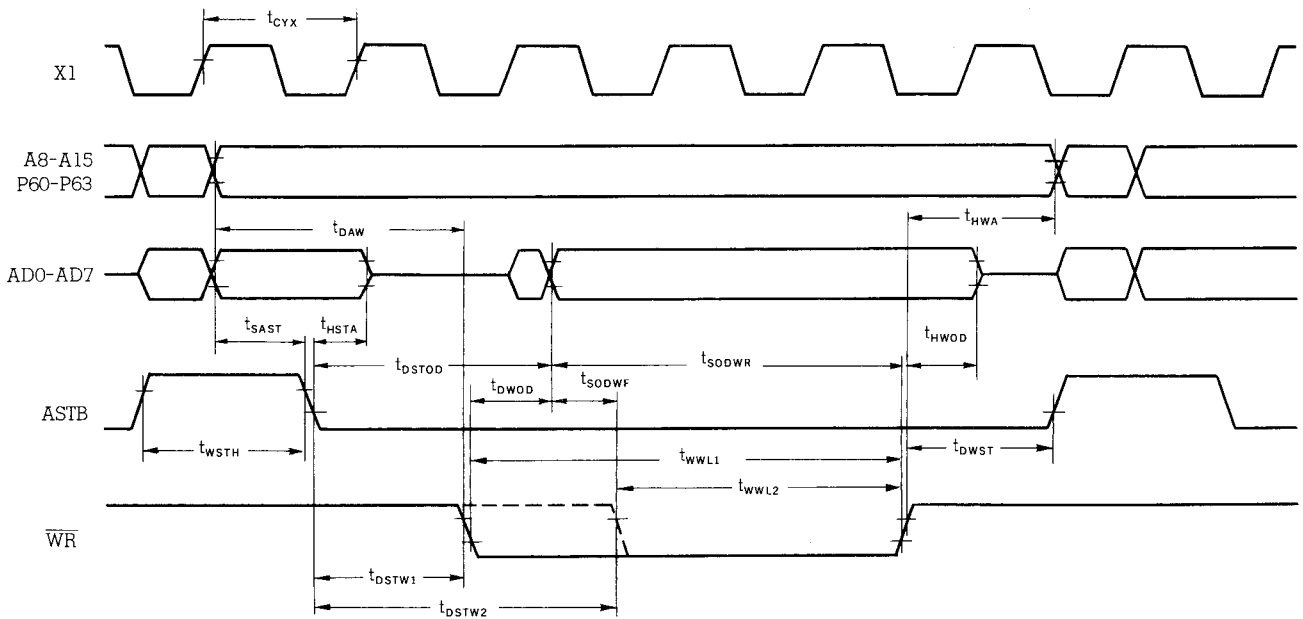 tCYX
X1
A8-A15
P60-P63
tDAW
tHWA
AD0-AD7
tSAST
tHSTA
tDSTOD
tSODWR
tHWOD
tDWOD
tSODWF
ASTB
tWSTH
tWWL1
tDWST
tWWL2
WR
tDSTW1
tDSTW2